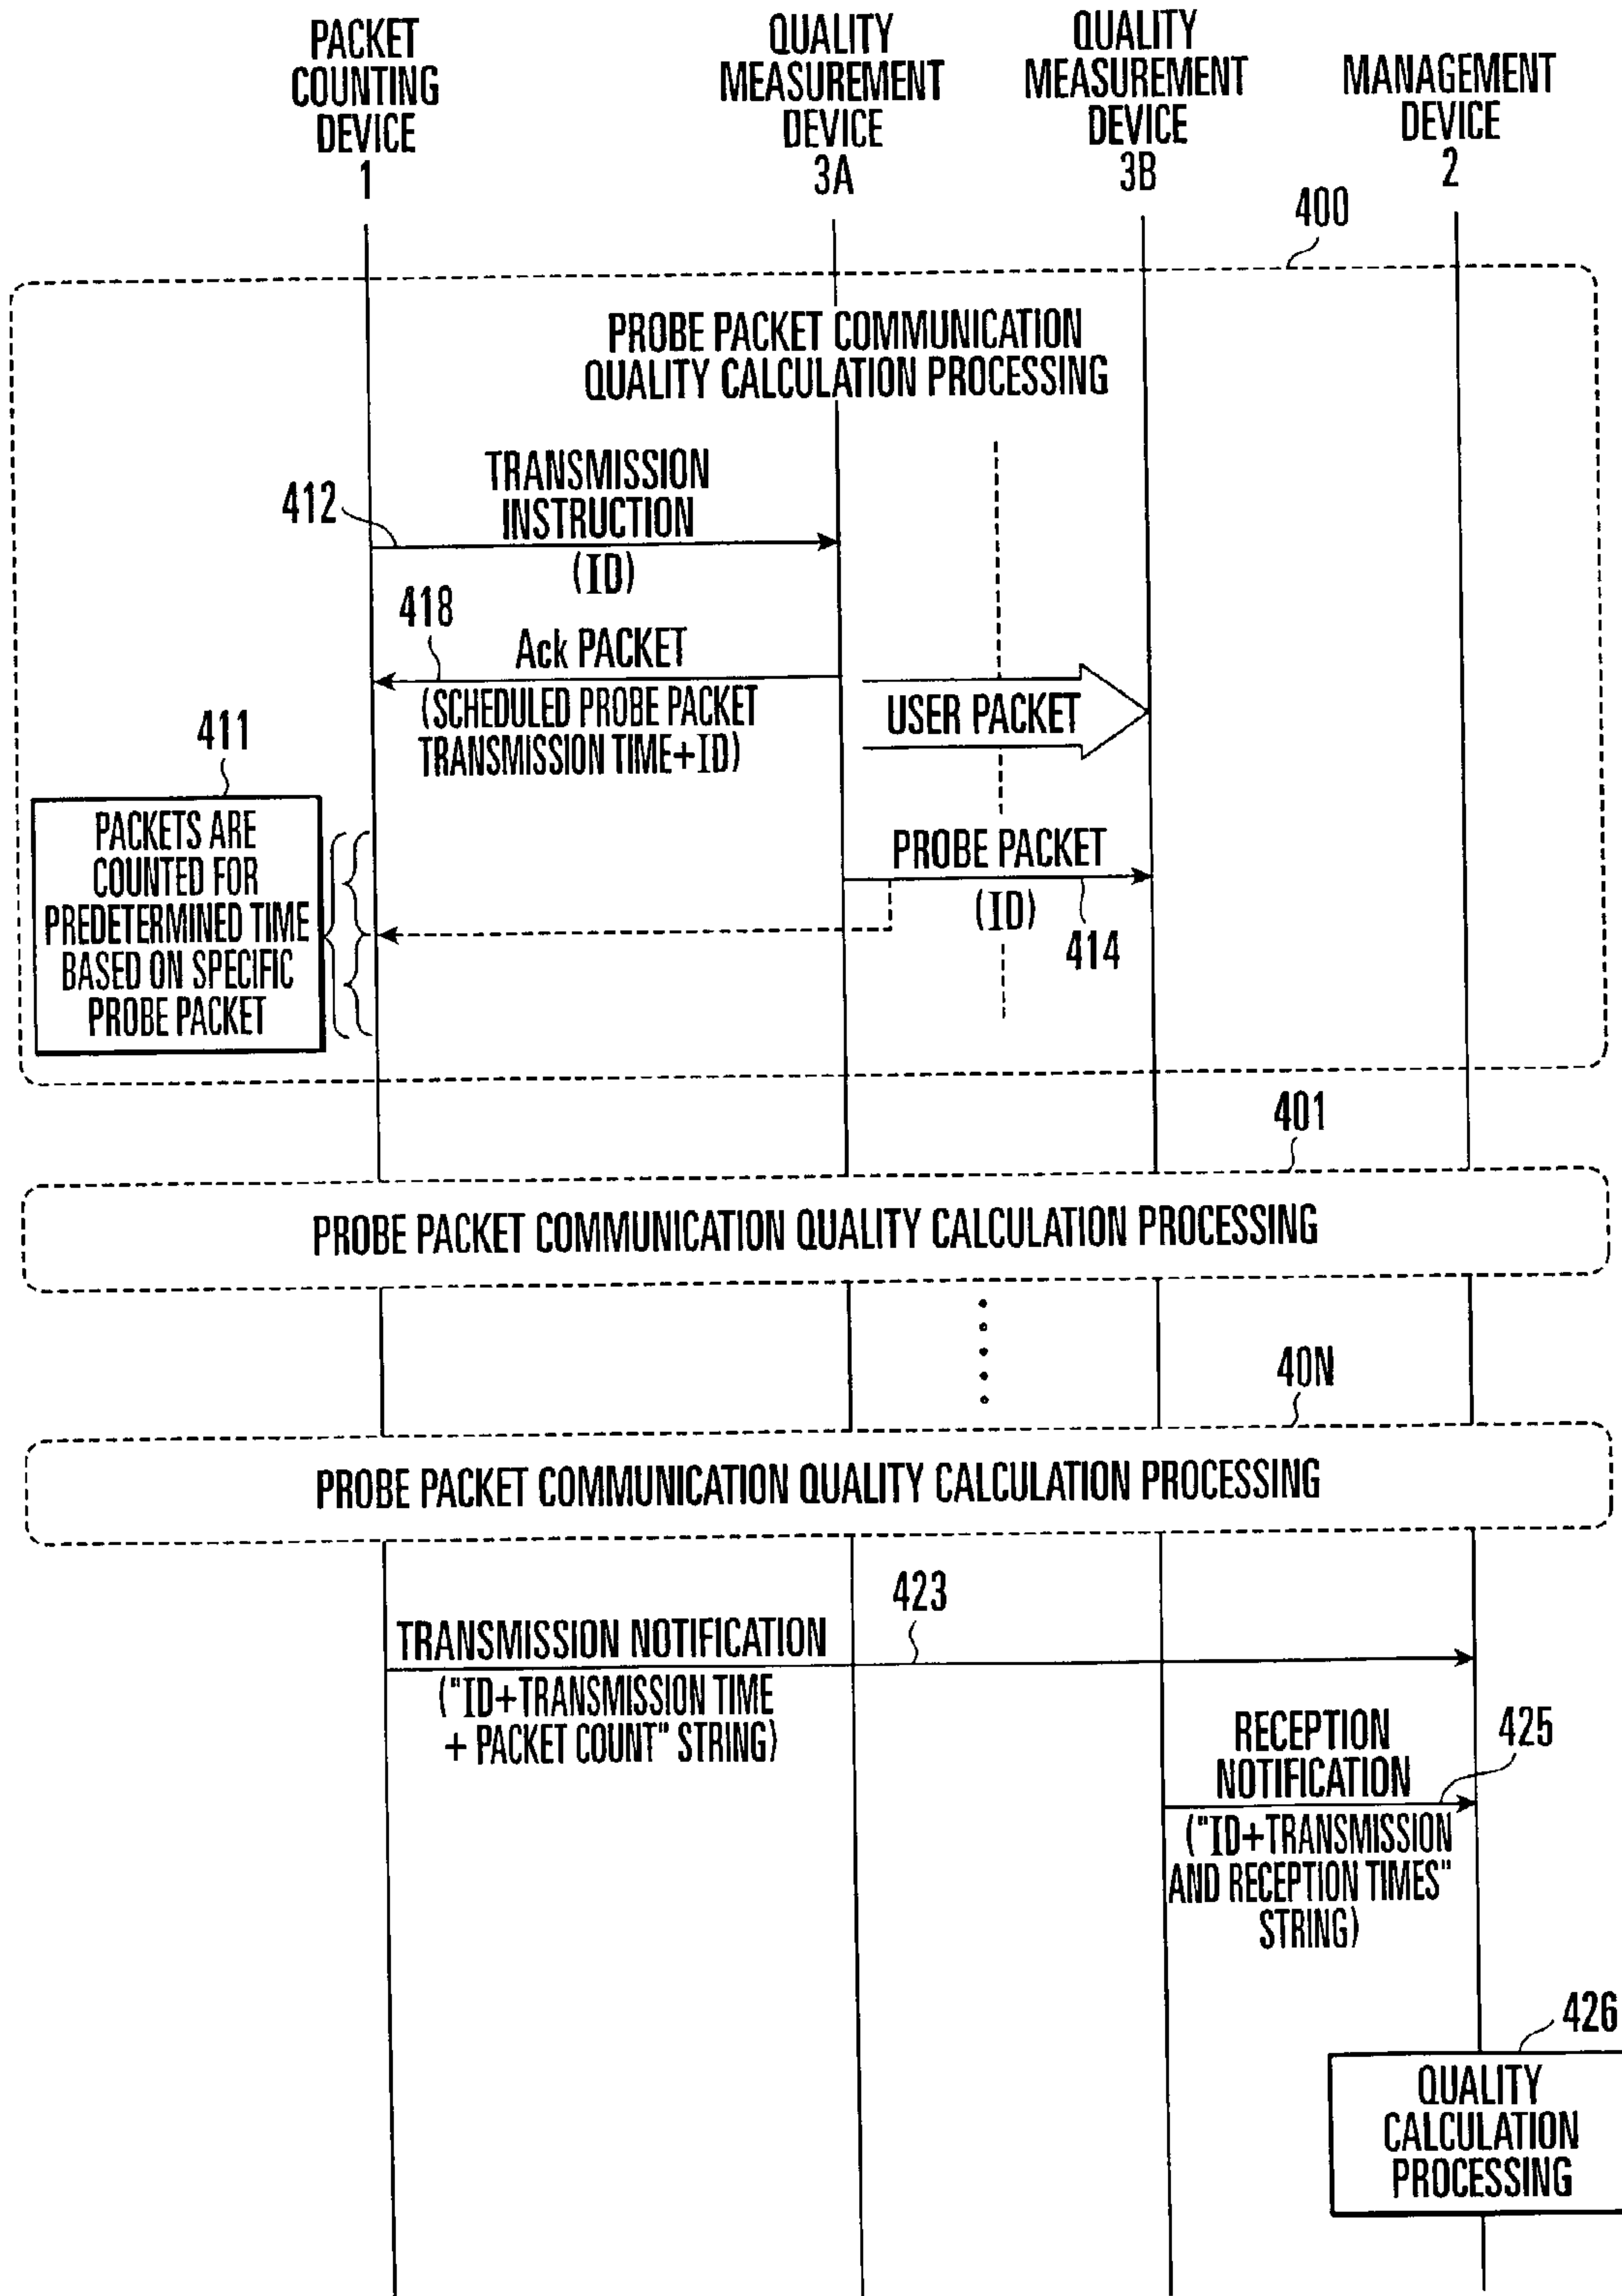 PACKET
COUNTING
DEVICE
1
QUALITY
MEASUREMENT
DEVICE
3A
QUALITY
MEASUREMENT
DEVICE
3B
MANAGEMENT
DEVICE
2
400
PROBE PACKET COMMUNICATION
QUALITY CALCULATION PROCESSING
412
TRANSMISSION
INSTRUCTION
(ID)
418
Ack PACKET
(SCHEDULED PROBE PACKET
TRANSMISSION TIME+ID)
USER PACKET
411
PACKETS ARE
COUNTED FOR
PREDETERMINED TIME
BASED ON SPECIFIC
PROBE PACKET
PROBE PACKET
(ID)
414
401
PROBE PACKET COMMUNICATION QUALITY CALCULATION PROCESSING
40N
PROBE PACKET COMMUNICATION QUALITY CALCULATION PROCESSING
423
TRANSMISSION NOTIFICATION
("ID+TRANSMISSION TIME
+ PACKET COUNT" STRING)
RECEPTION
NOTIFICATION
425
("ID+TRANSMISSION
AND RECEPTION TIMES"
STRING)
426
QUALITY
CALCULATION
PROCESSING